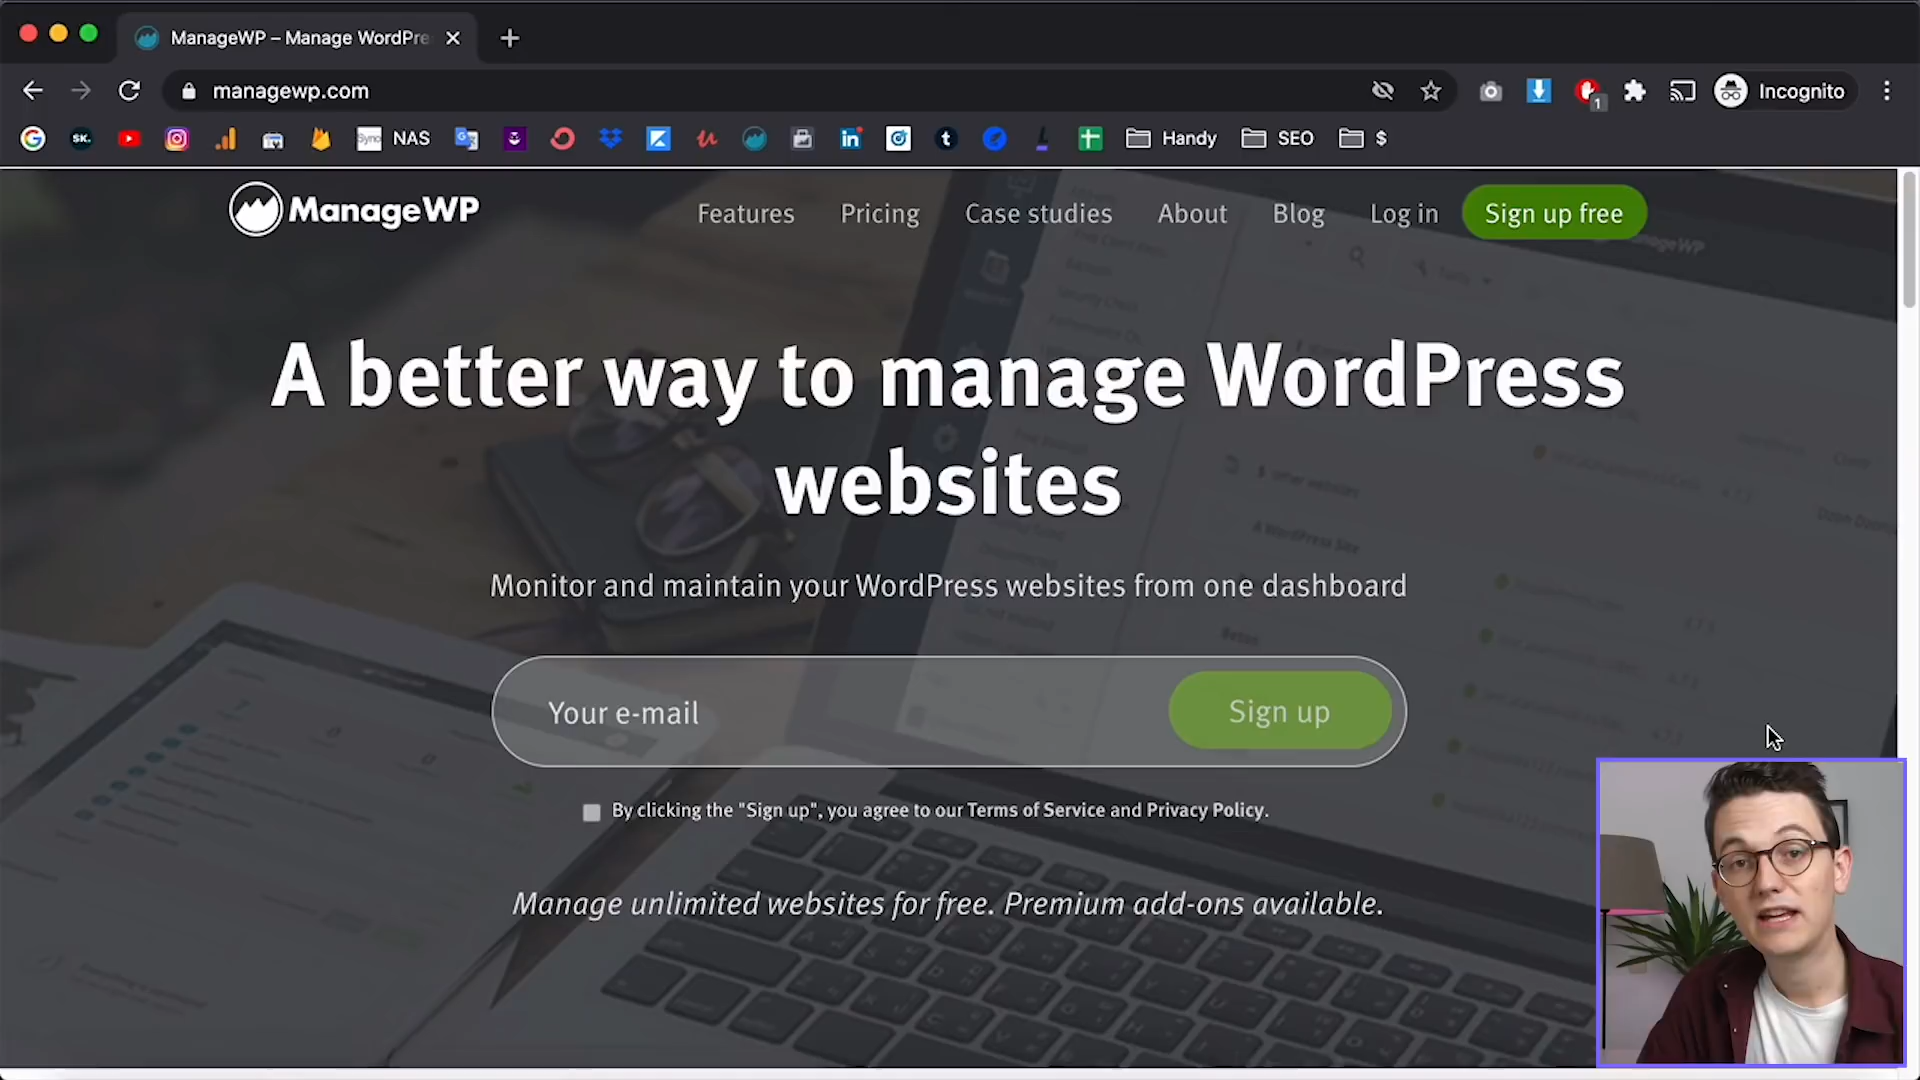 ManageWP – Manage WordPre
managewp.com
1
Incognito
SK.
Syno
NAS
Handy
SEO
$
ManageWP
Features
Pricing
Case studies
About
Blog
Log in
Sign up free
A better way to manage WordPress
websites
Monitor and maintain your WordPress websites from one dashboard
Your e-mail
Sign up
By clicking the "Sign up", you agree to our Terms of Service and Privacy Policy.
Manage unlimited websites for free. Premium add-ons available.